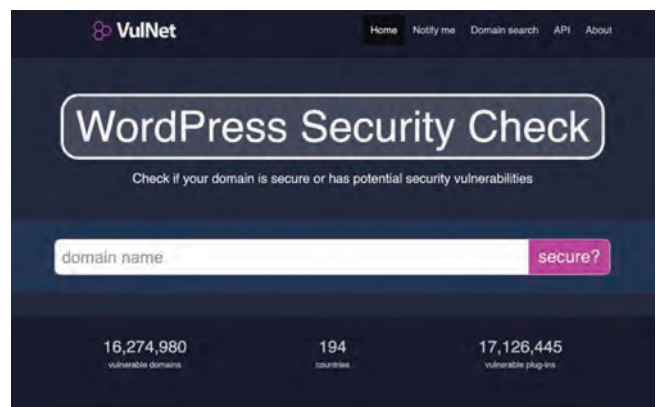 VulNet
Home Notify me Domain search API About
WordPress Security Check
Check if your domain is secure or has potential security vulnerabilities
domain name secure?
16,274,980 194 17,126,445
vulnerable domains countries vulnerable plug-ins